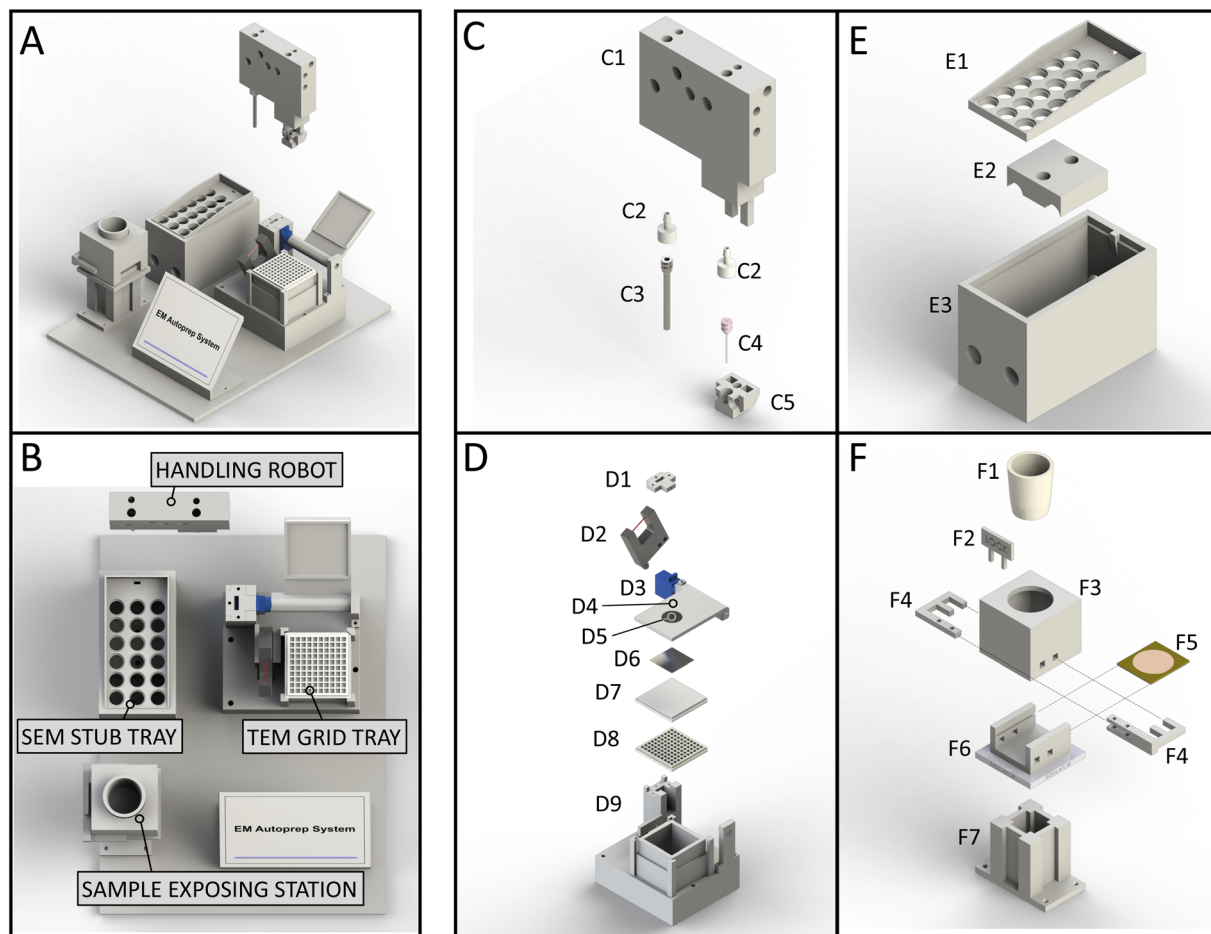 A
EM Autoprep System
B
HANDLING ROBOT
SEM STUB TRAY
TEM GRID TRAY
EM Autoprep System
SAMPLE EXPOSING STATION
C
C1
C2
C2
C3
C4
C5
D
D1
D2
D3
D4
D5
D6
D7
D8
D9
E
E1
E2
E3
F
F1
F2
LOCK
F3
F4
F5
F4
F6
INSULATOR
F7